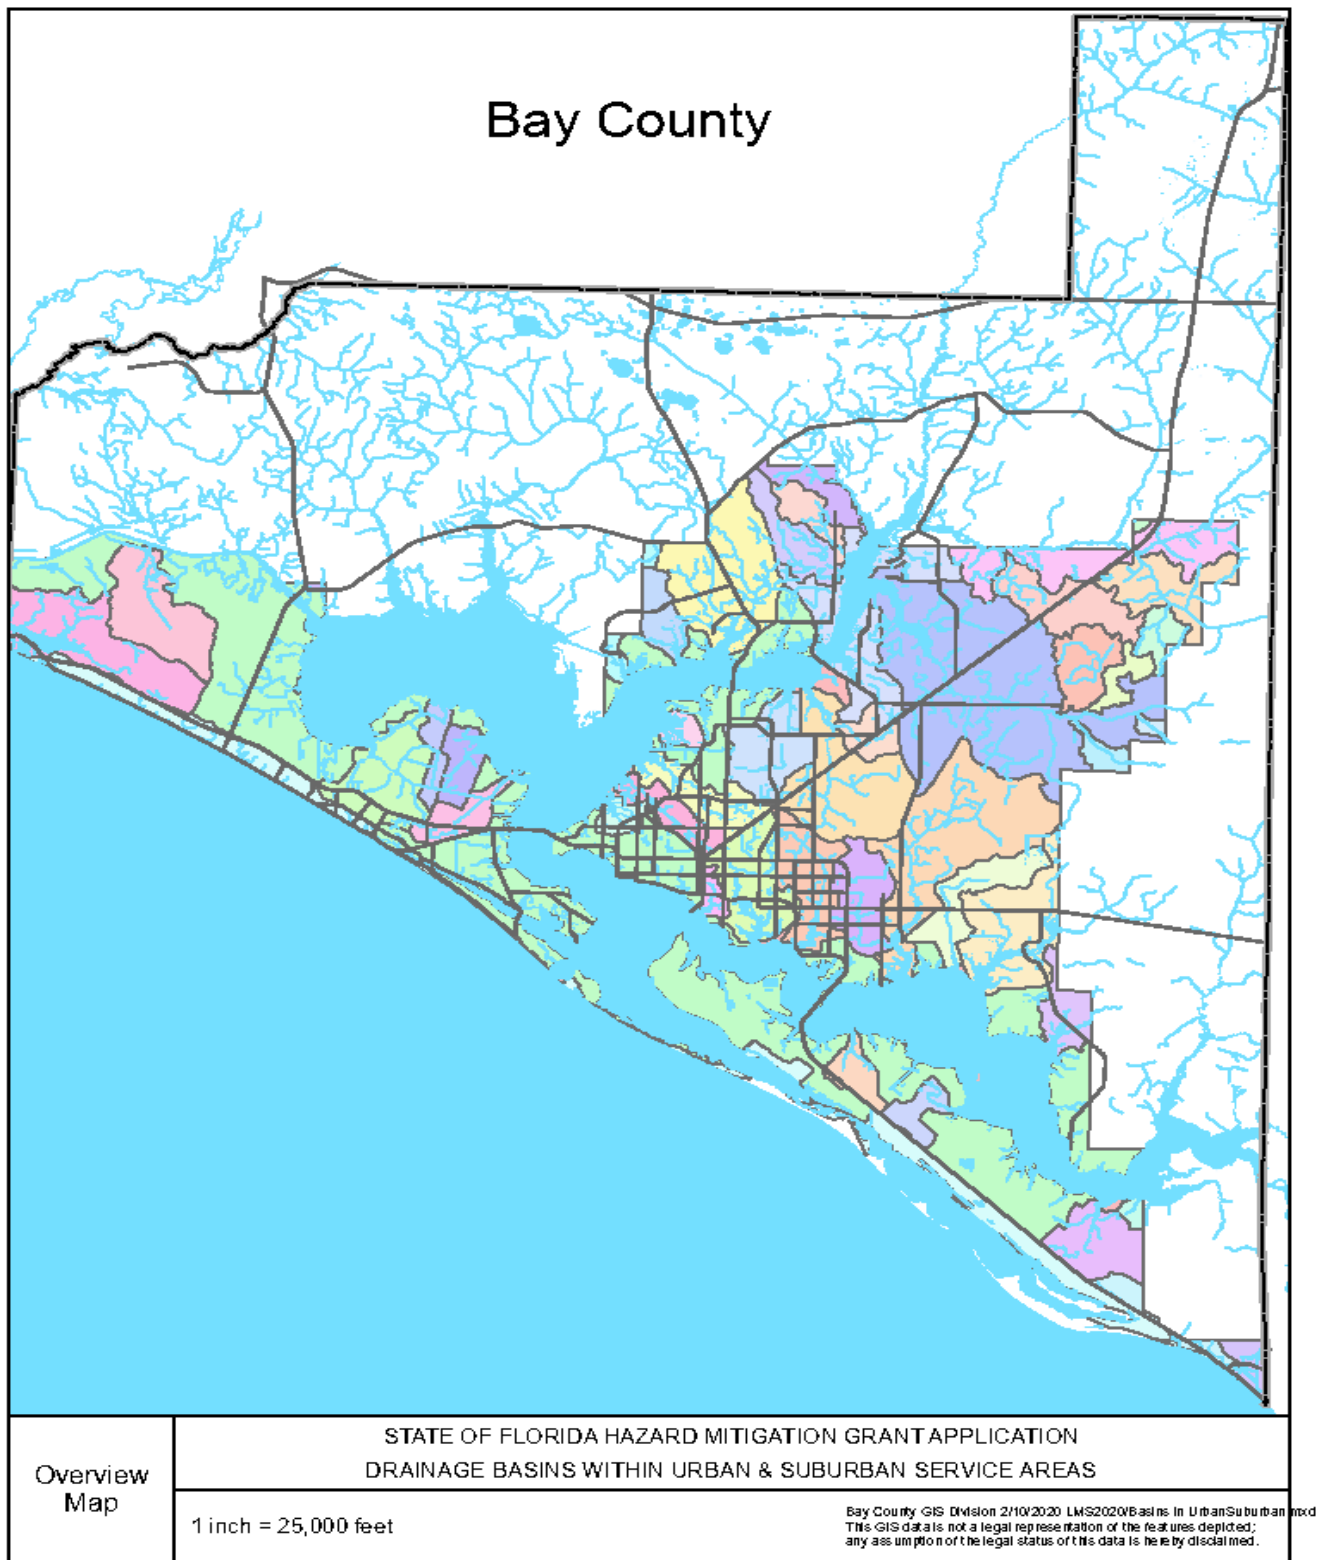 Bay County
STATE OF FLORIDA HAZARD MITIGATION GRANT APPLICATION
DRAINAGE BASINS WITHIN URBAN & SUBURBAN SERVICE AREAS
Overview
Map
1 inch = 25,000 feet
Bay County GIS Division 2/10/2020 LMS2020/Basins in UrbanSuburban mxd
This GIS data is not a legal representation of the features depicted;
any assumption of the legal status of this data is hereby disclaimed.